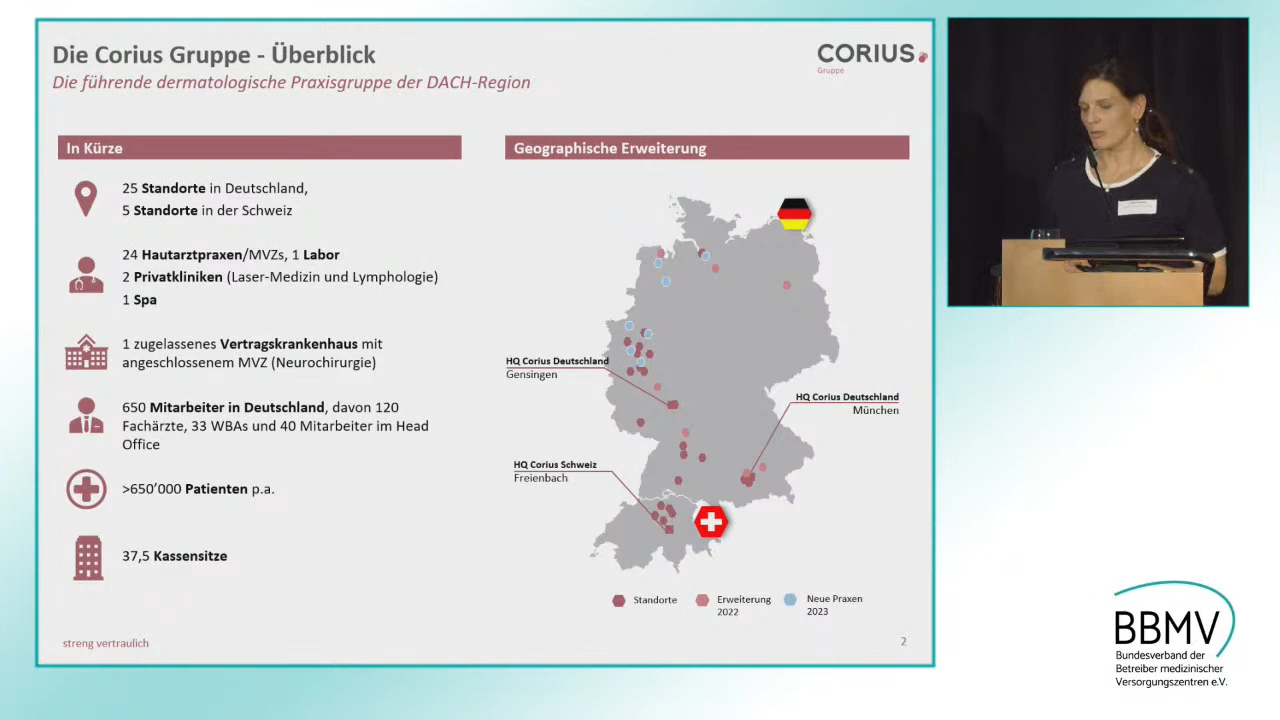 Die Corius Gruppe - Überblick
Die führende dermatologische Praxisgruppe der DACH-Region
CORIUS
Gruppe
In Kürze
25 Standorte in Deutschland,
5 Standorte in der Schweiz
24 Hautarztpraxen/MVZs, 1 Labor
2 Privatkliniken (Laser-Medizin und Lymphologie)
1 Spa
1 zugelassenes Vertragskrankenhaus mit
angeschlossenem MVZ (Neurochirurgie)
650 Mitarbeiter in Deutschland, davon 120
Fachärzte, 33 WBAs und 40 Mitarbeiter im Head
Office
>650’000 Patienten p.a.
37,5 Kassensitze
Geographische Erweiterung
HQ Corius Deutschland
Gensingen
HQ Corius Deutschland
München
HQ Corius Schweiz
Freienbach
Standorte
Erweiterung
2022
Neue Praxen
2023
streng vertraulich
2
BBMV
Bundesverband der
Betreiber medizinischer
Versorgungszentren e.V.